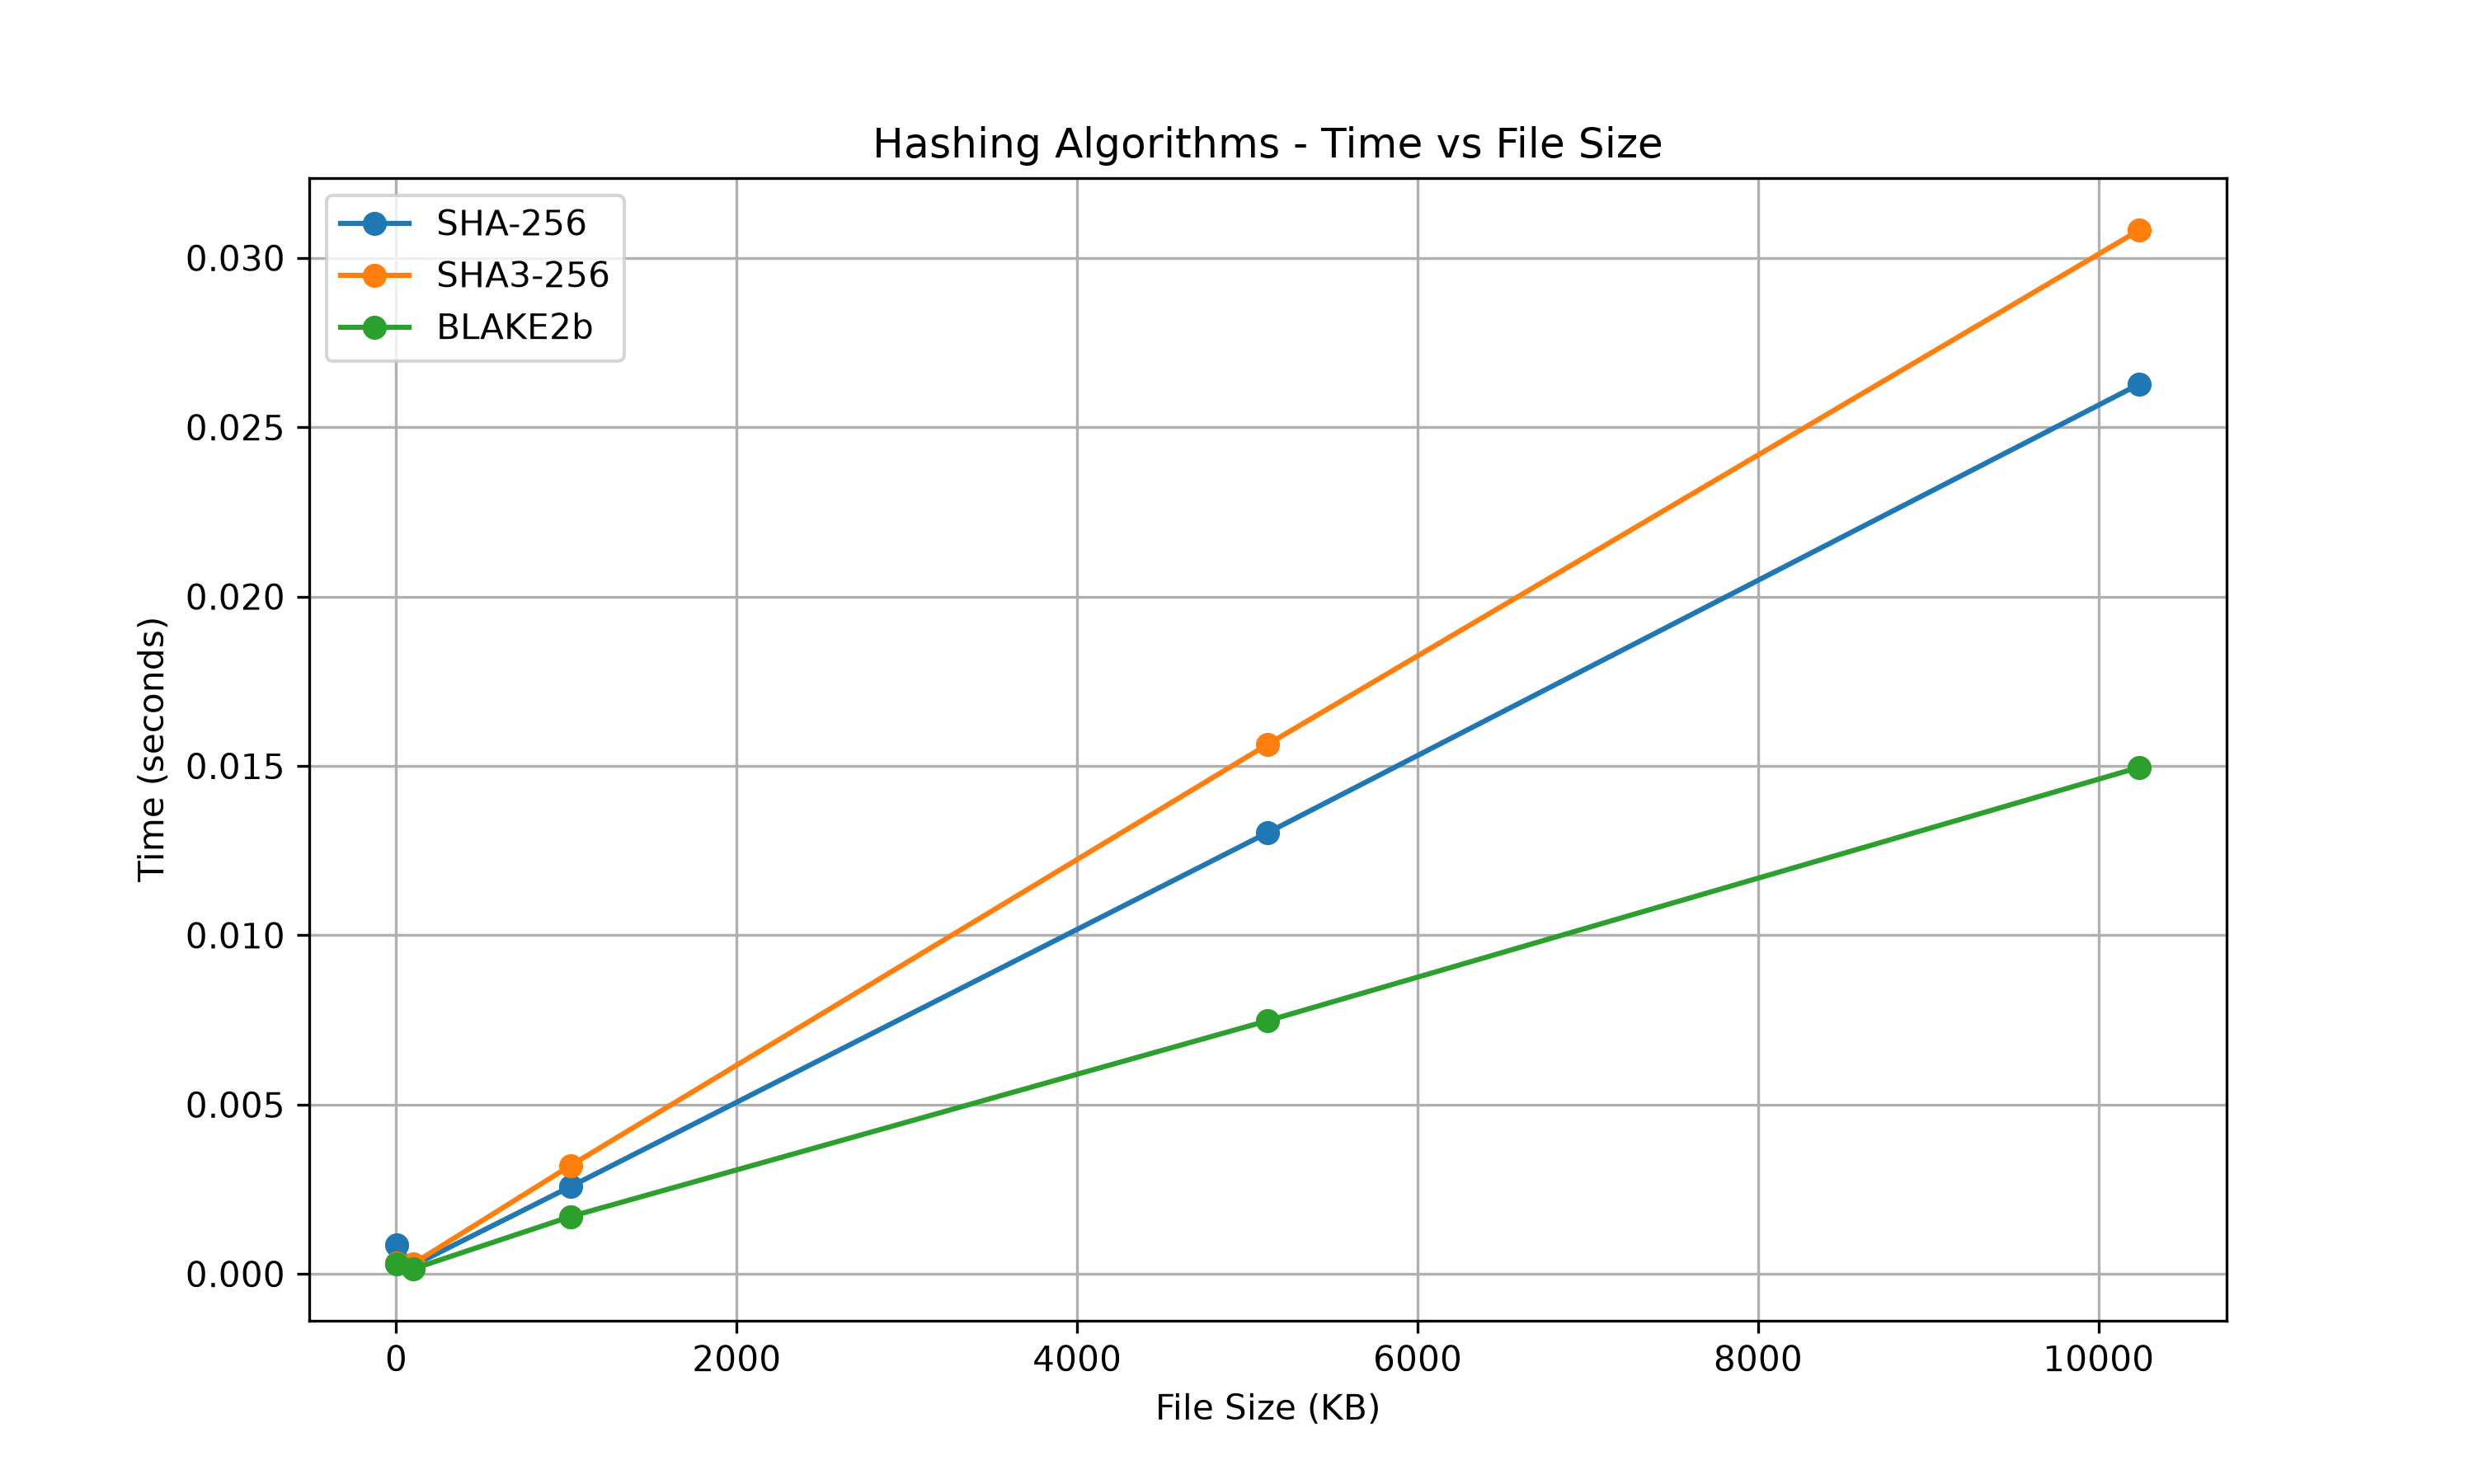 Hashing Algorithms - Time vs File Size
SHA-256
SHA3-256
BLAKE2b
0.030
0.025
0.020
0.015
0.010
0.005
0.000
Time (seconds)
0 2000 4000 6000 8000 10000
File Size (KB)